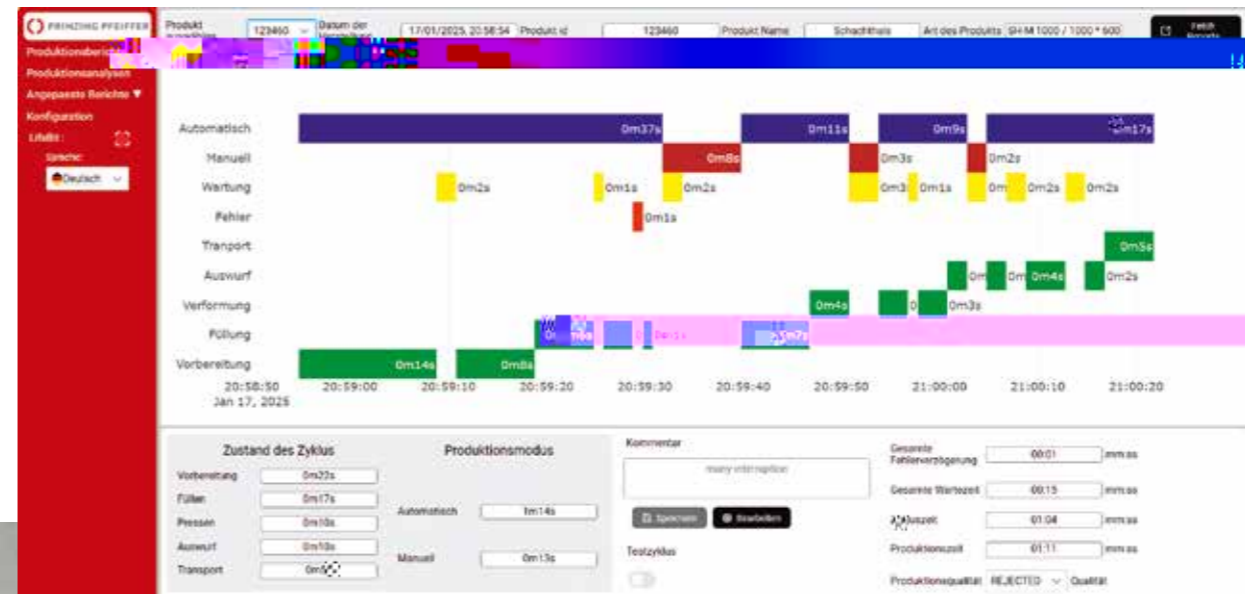 PRINZING PFEIFFER
Produkt 123460 Datum der 17/01/2025, 20:58:54 Produkt id 123460 Produkt Name Schachthals Art des Produkts SH-M 1000 / 1000 * 600 Fetch
Produktionsanalysen
Angepasste Berichte ▼
Konfiguration
Sprache:
Deutsch
Automatisch 0m37s 0m11s 0m9s
Manuell 0m8s 0m3s 0m2s
Wartung 0m2s 0m1s 0m2s 0m1s 0m2s 0m2s
Fehler 0m1s
Tranport 0m5s
Auswurf 0m4s 0m2s
Verformung 0m4s 0m3s
Füllung
Vorbereitung 0m14s 0m8s
20:58:50 20:59:00 20:59:10 20:59:20 20:59:30 20:59:40 20:59:50 21:00:00 21:00:10 21:00:20
Jan 17, 2025
Zustand des Zyklus
Vorbereitung 0m22s
Füllen 0m17s
Pressen 0m10s
Auswurf 0m10s
Transport
Produktionsmodus
Automatisch 1m14s
Manuell 0m13s
Kommentar
many interruption
Speichern Bearbeiten
Testzyklus
Gesamte
Fehlerverzögerung 00:01 mm:ss
Gesamte Wartezeit 00:15 mm:ss
01:04 mm:ss
Produktionszeit 01:11 mm:ss
Produktionsqualität REJECTED Qualität